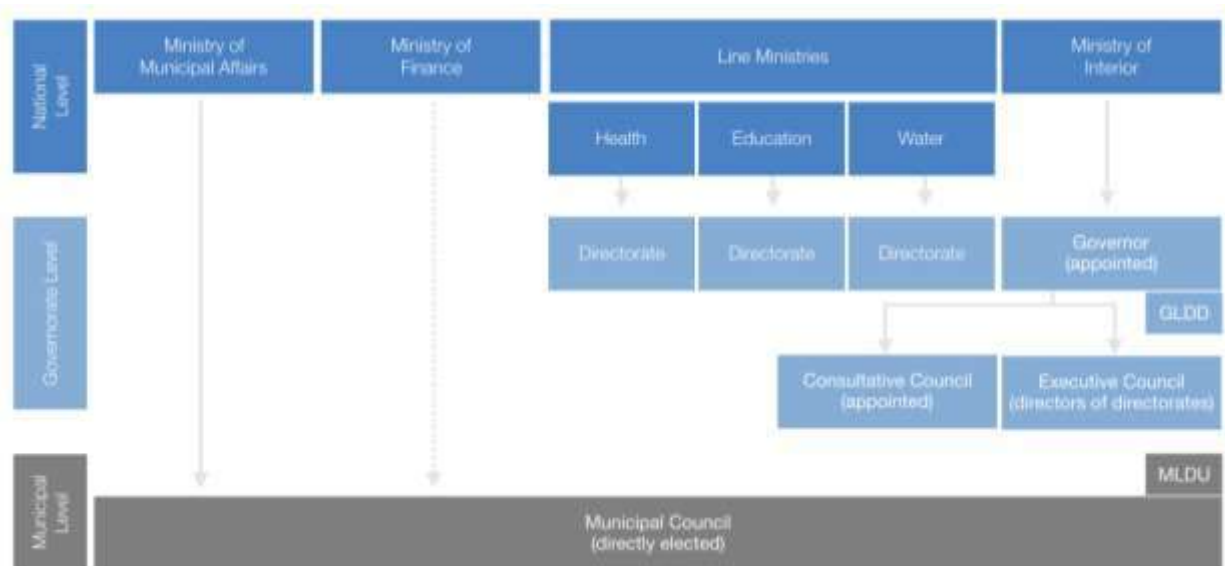 National
Level
Ministry of
Municipal Affairs
Ministry of
Finance
Line Ministries
Ministry of
Interior
Health
Education
Water
Governorate Level
Directorate
Directorate
Directorate
Governor
(appointed)
GLDD
Consultative Council
(appointed)
Executive Council
(directors of directorates)
Municipal
Level
MLDU
Municipal Council
(directly elected)